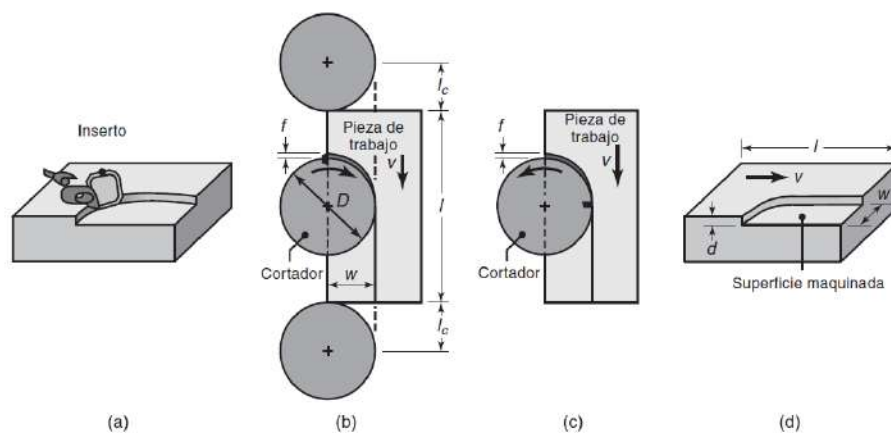 Inserto
f
Pieza de
trabajo
v
D
Cortador
w
l
l_c
l_c
f
Pieza de
trabajo
v
Cortador
l
v
w
d
Superficie maquinada
(a)
(b)
(c)
(d)